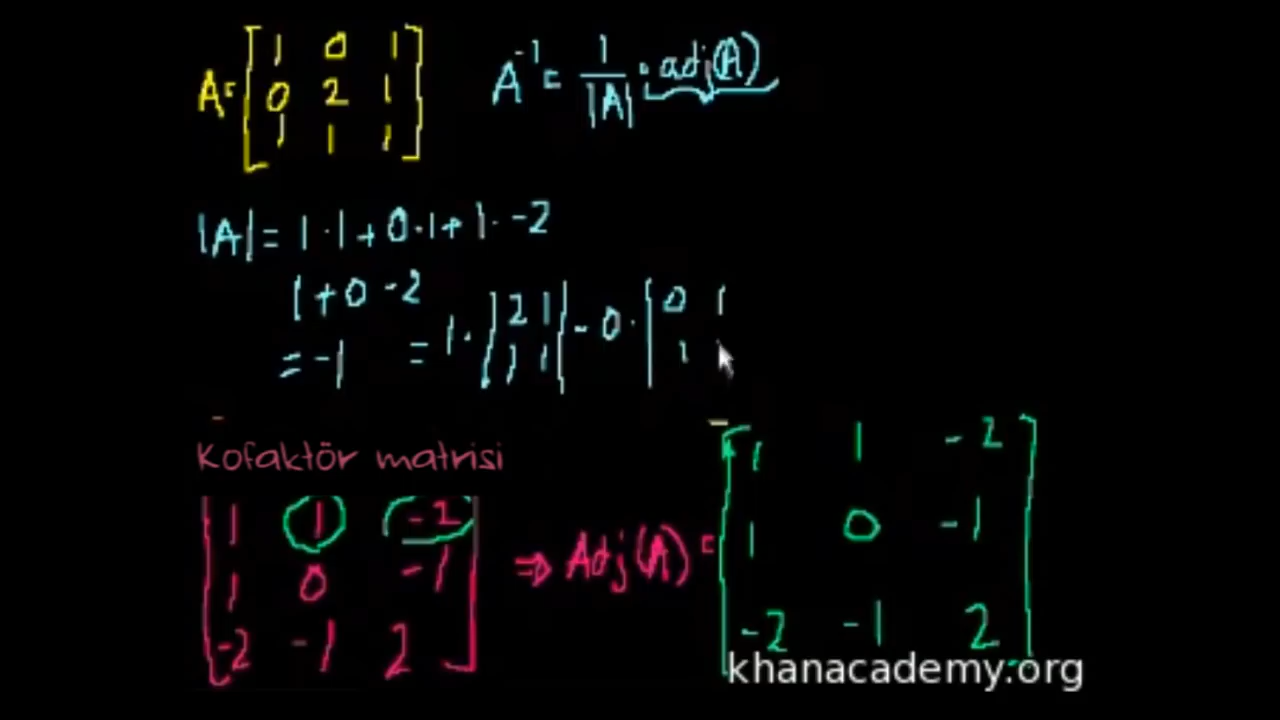 A = [ 1 0 1
0 2 1
1 1 1 ]
A⁻¹ = 1/|A| · adj(A)
|A| = 1·1 + 0·1 + 1·-2
1 + 0 - 2
= -1 = 1· |2 1
1 1| - 0· |0 1
1
Kofaktör matrisi
[ 1 1 -2
1 0 -1
-2 -1 2 ]
⇒ Adj(A) =
[ 1 1 -2
1 0 -1
-2 -1 2 ]
khanacademy.org